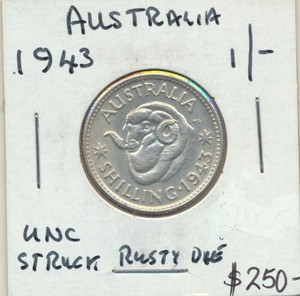 AUSTRALIA
1943 1/-
AUSTRALIA
SHILLING·1943
UNC
STRUCK RUSTY DIE
$250-